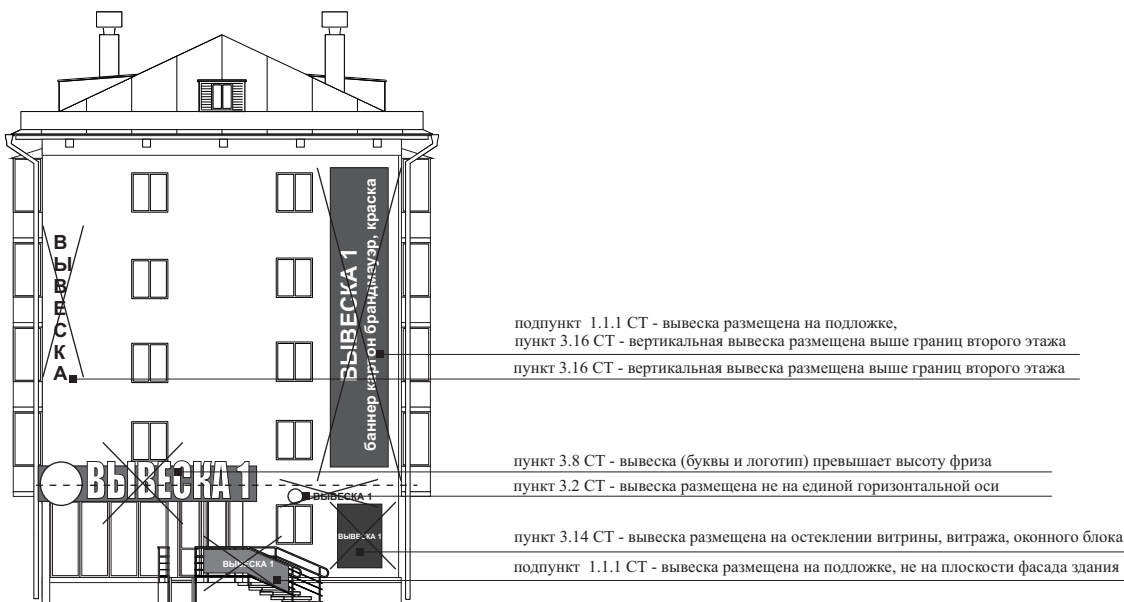 ВЫВЕСКА
ВЫВЕСКА 1
баннер картон брандмауэр, краска
подпункт 1.1.1 СТ - вывеска размещена на подложке,
пункт 3.16 СТ - вертикальная вывеска размещена выше границ второго этажа
пункт 3.16 СТ - вертикальная вывеска размещена выше границ второго этажа
ВЫВЕСКА 1
пункт 3.8 СТ - вывеска (буквы и логотип) превышает высоту фриза
ВЫВЕСКА 1
пункт 3.2 СТ - вывеска размещена не на единой горизонтальной оси
ВЫВЕСКА 1
пункт 3.14 СТ - вывеска размещена на остеклении витрины, витража, оконного блока
ВЫВЕСКА 1
подпункт 1.1.1 СТ - вывеска размещена на подложке, не на плоскости фасада здания